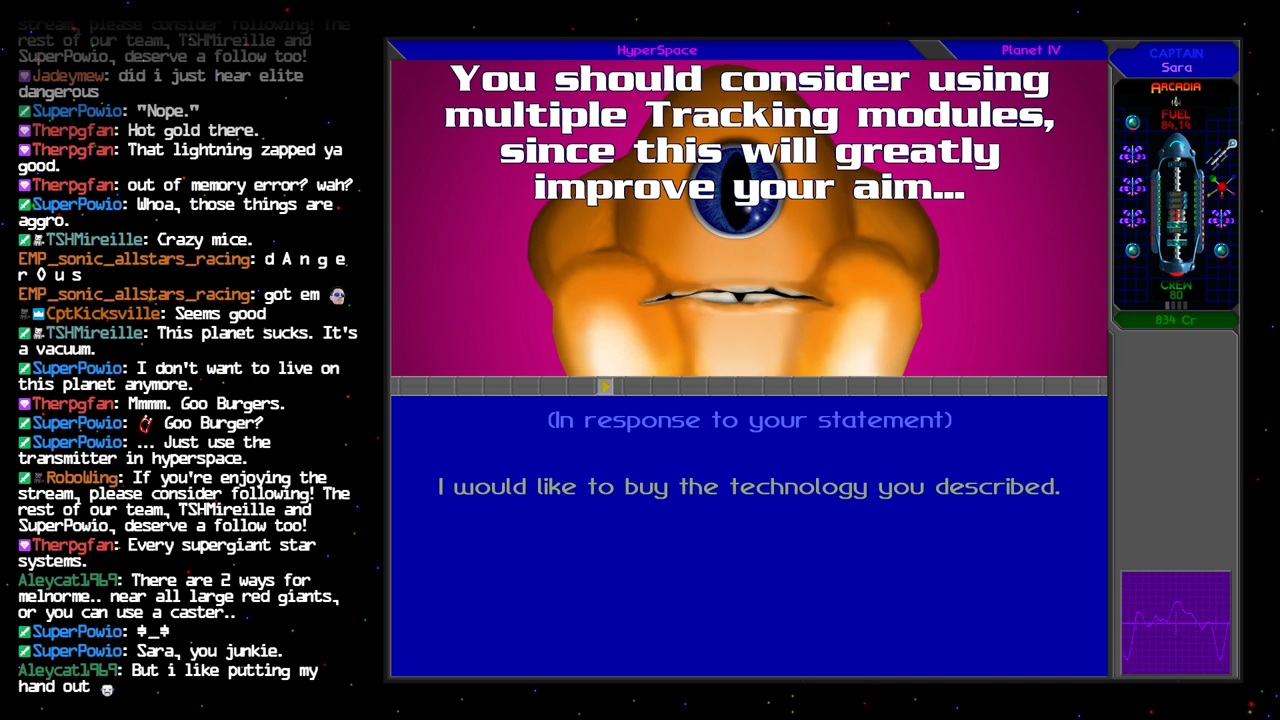 stream, please consider following! The
rest of our team, TSHMireille and
SuperPowio, deserve a follow too!
Jadeymew: did i just hear elite
dangerous
SuperPowio: "Nope."
Therpgfan: Hot gold there.
Therpgfan: That lightning zapped ya
good.
Therpgfan: out of memory error? wah?
SuperPowio: Whoa, those things are
aggro.
TSHMireille: Crazy mice.
EMP_sonic_allstars_racing: d A n g e
r O u s
EMP_sonic_allstars_racing: got em
CptKicksville: Seems good
TSHMireille: This planet sucks. It's
a vacuum.
SuperPowio: I don't want to live on
this planet anymore.
Therpgfan: Mmmm. Goo Burgers.
SuperPowio: Goo Burger?
SuperPowio: ... Just use the
transmitter in hyperspace.
RoboWing: If you're enjoying the
stream, please consider following! The
rest of our team, TSHMireille and
SuperPowio, deserve a follow too!
Therpgfan: Every supergiant star
systems.
Aleycat1969: There are 2 ways for
melnorme.. near all large red giants,
or you can use a caster..
SuperPowio: $_$
SuperPowio: Sara, you junkie.
Aleycat1969: But i like putting my
hand out
HyperSpace
Planet IV
You should consider using
multiple Tracking modules,
since this will greatly
improve your aim...
(In response to your statement)
I would like to buy the technology you described.
CAPTAIN
Sara
ARCADIA
FUEL
84.14
CREW
80
834 Cr